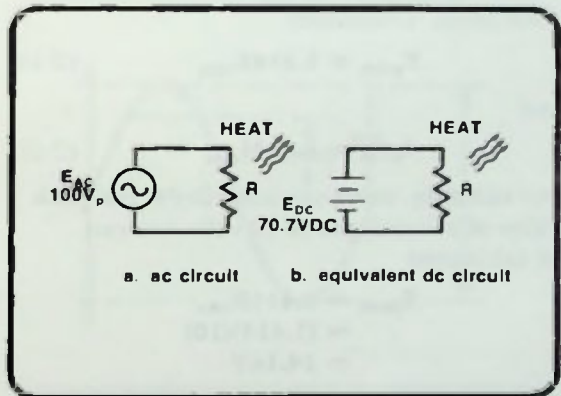 HEAT
HEAT
E_AC
100V_p
R
E_DC
70.7VDC
R
a. ac circuit
b. equivalent dc circuit